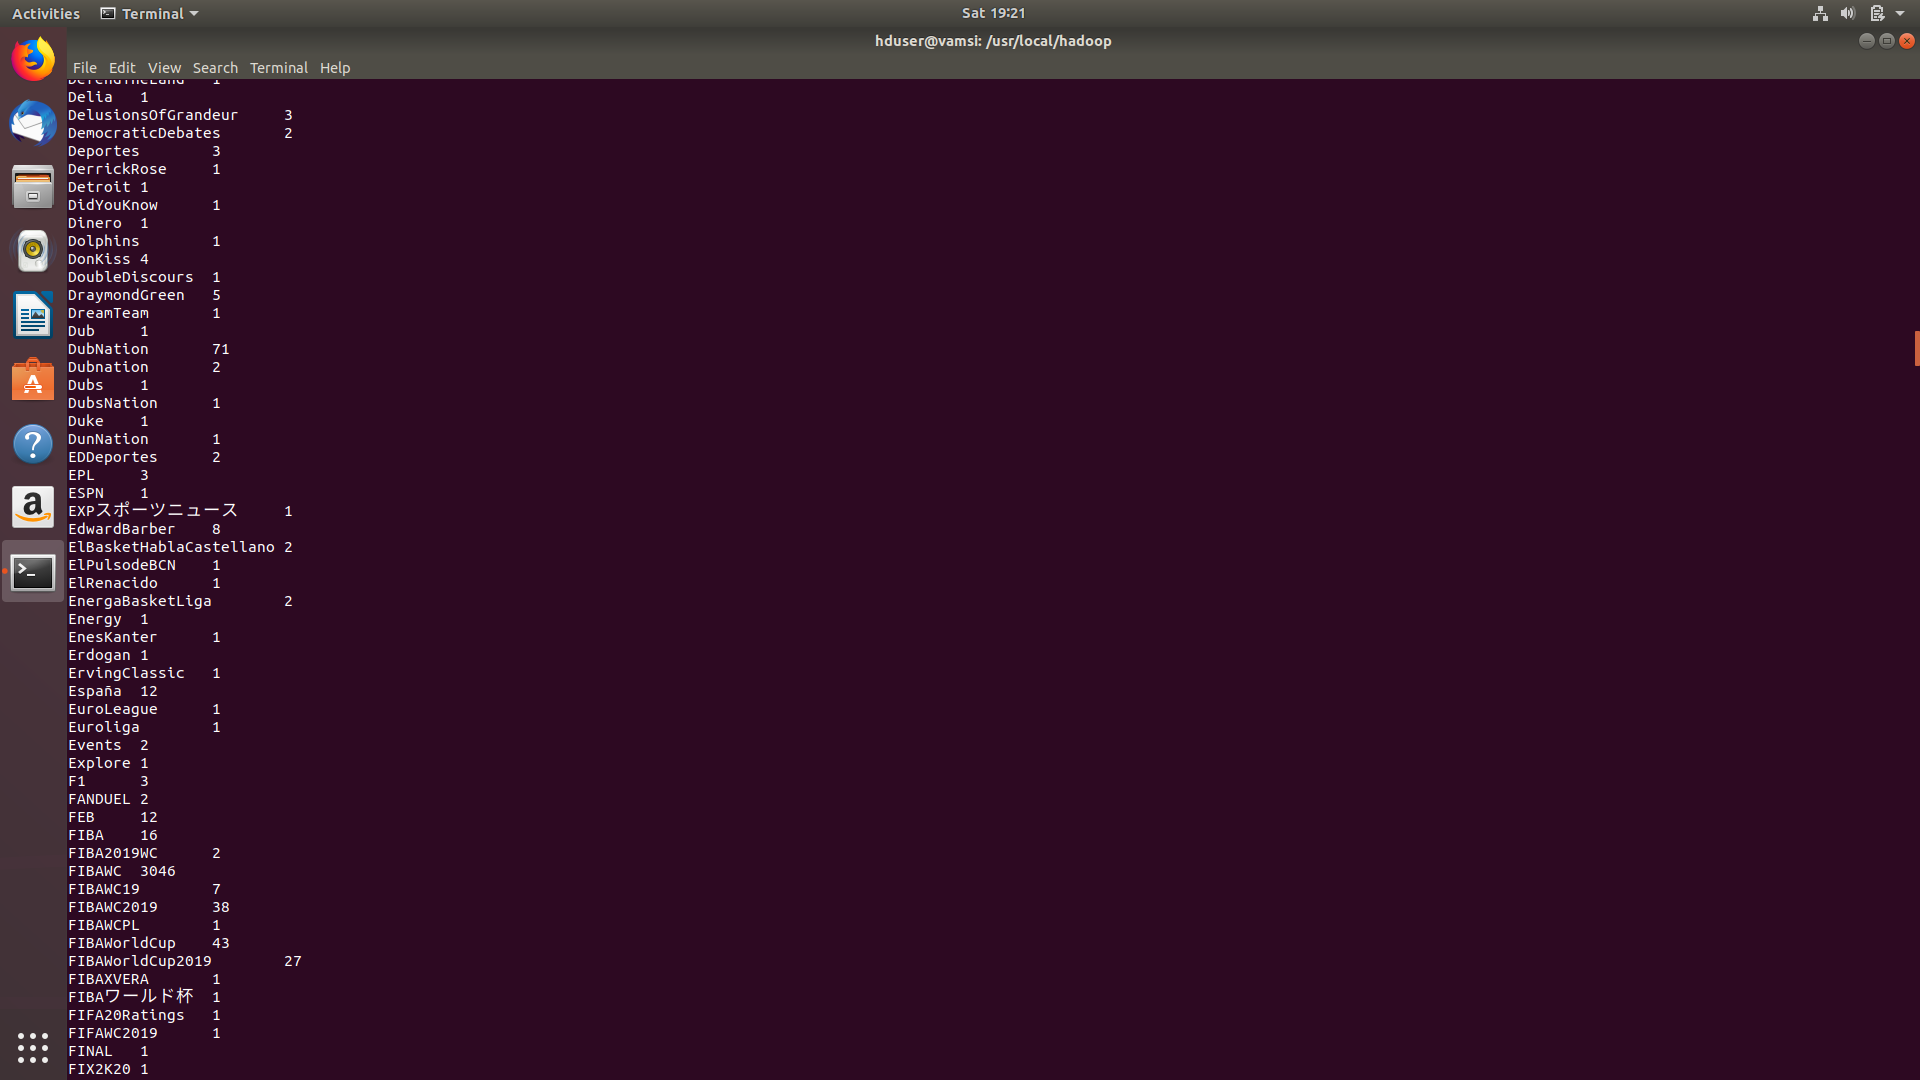 Activities
Terminal
Sat 19:21
hduser@vamsi: /usr/local/hadoop
File Edit View Search Terminal Help
DefendTheLand 1
Delia 1
DelusionsOfGrandeur 3
DemocraticDebates 2
Deportes 3
DerrickRose 1
Detroit 1
DidYouKnow 1
Dinero 1
Dolphins 1
DonKiss 4
DoubleDiscours 1
DraymondGreen 5
DreamTeam 1
Dub 1
DubNation 71
Dubnation 2
Dubs 1
DubsNation 1
Duke 1
DunNation 1
EDDeportes 2
EPL 3
ESPN 1
EXPスポーツニュース 1
EdwardBarber 8
ElBasketHablaCastellano 2
ElPulsodeBCN 1
ElRenacido 1
EnergaBasketLiga 2
Energy 1
EnesKanter 1
Erdogan 1
ErvingClassic 1
España 12
EuroLeague 1
Euroliga 1
Events 2
Explore 1
F1 3
FANDUEL 2
FEB 12
FIBA 16
FIBA2019WC 2
FIBAWC 3046
FIBAWC19 7
FIBAWC2019 38
FIBAWCPL 1
FIBAWorldCup 43
FIBAWorldCup2019 27
FIBAXVERA 1
FIBAワールド杯 1
FIFA20Ratings 1
FIFAWC2019 1
FINAL 1
FIX2K20 1